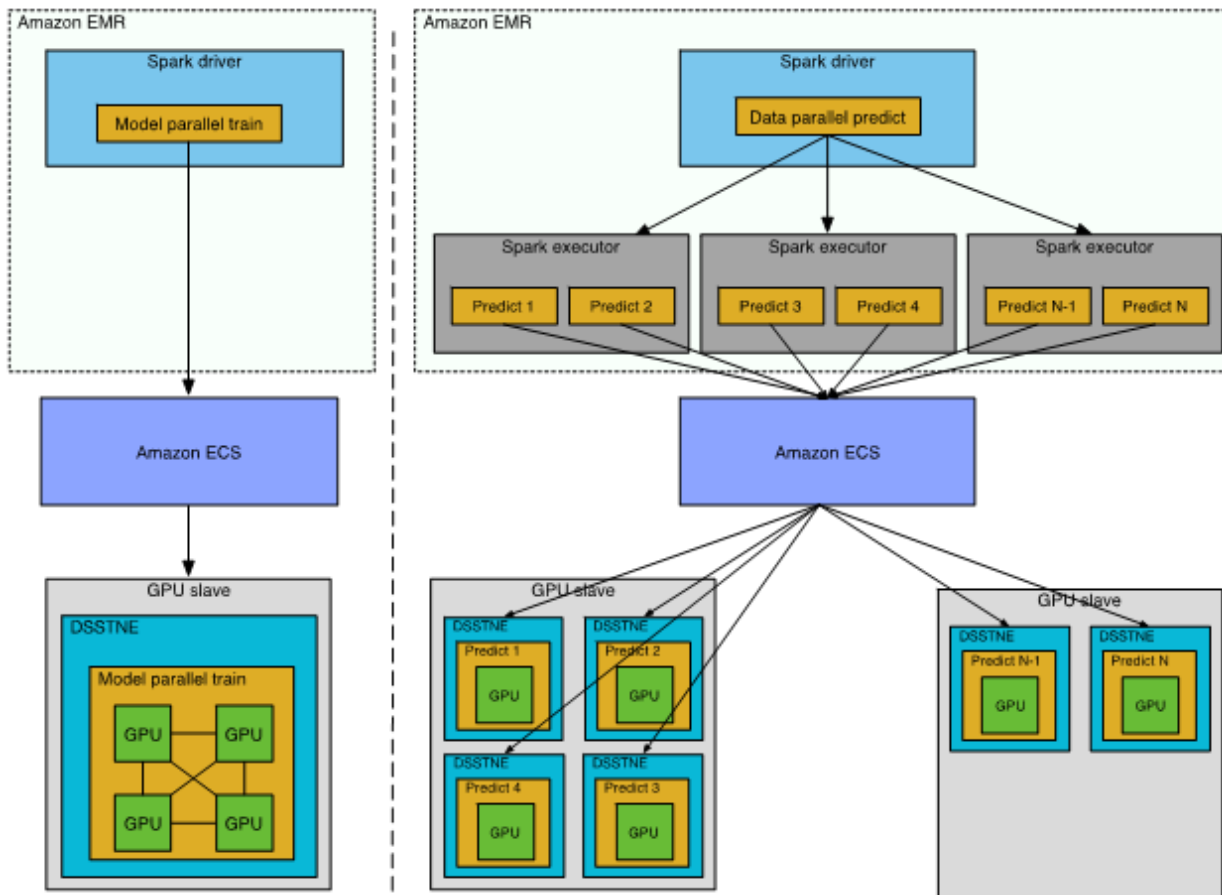 Amazon EMR
Spark driver
Model parallel train
Amazon ECS
GPU slave
DSSTNE
Model parallel train
GPU
GPU
GPU
GPU
Amazon EMR
Spark driver
Data parallel predict
Spark executor
Spark executor
Spark executor
Predict 1
Predict 2
Predict 3
Predict 4
Predict N-1
Predict N
Amazon ECS
GPU slave
DSSTNE
DSSTNE
Predict 1
Predict 2
GPU
GPU
DSSTNE
DSSTNE
Predict 4
Predict 3
GPU
GPU
GPU slave
DSSTNE
DSSTNE
Predict N-1
Predict N
GPU
GPU